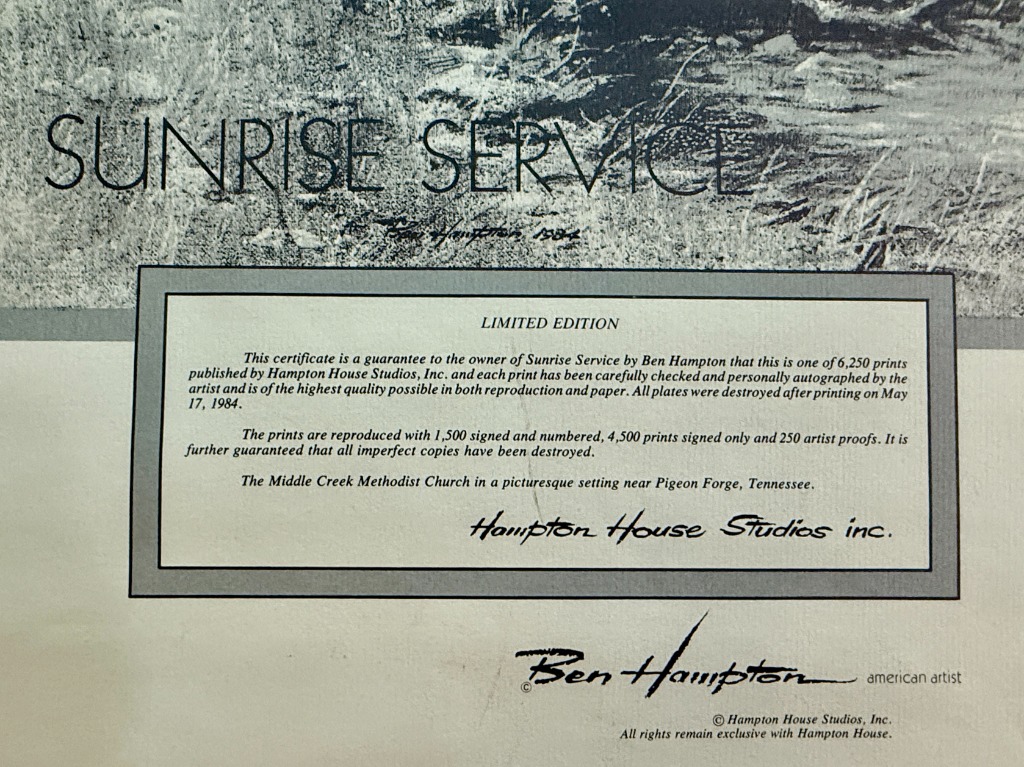 SUNRISE SERVICE
Ben Hampton 1984
LIMITED EDITION
This certificate is a guarantee to the owner of Sunrise Service by Ben Hampton that this is one of 6,250 prints
published by Hampton House Studios, Inc. and each print has been carefully checked and personally autographed by the
artist and is of the highest quality possible in both reproduction and paper. All plates were destroyed after printing on May
17, 1984.
The prints are reproduced with 1,500 signed and numbered, 4,500 prints signed only and 250 artist proofs. It is
further guaranteed that all imperfect copies have been destroyed.
The Middle Creek Methodist Church in a picturesque setting near Pigeon Forge, Tennessee.
Hampton House Studios inc.
© Ben Hampton american artist
© Hampton House Studios, Inc.
All rights remain exclusive with Hampton House.